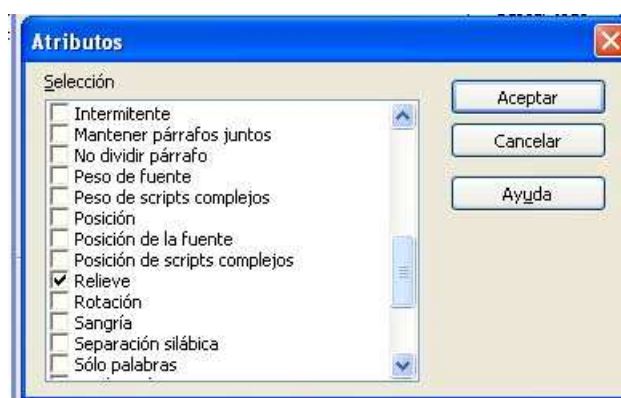 Atributos
Selección
Intermitente
Mantener párrafos juntos
No dividir párrafo
Peso de fuente
Peso de scripts complejos
Posición
Posición de la fuente
Posición de scripts complejos
Relieve
Rotación
Sangría
Separación silábica
Sólo palabras
Aceptar
Cancelar
Ayuda